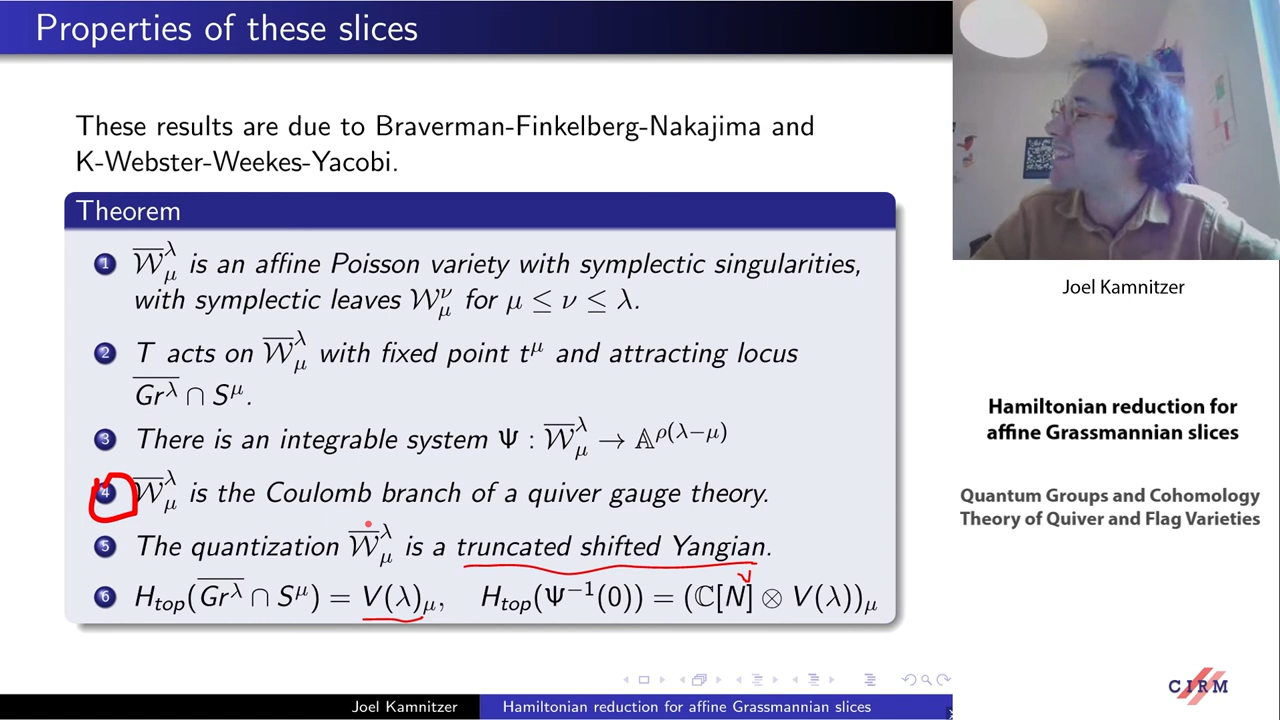 Properties of these slices
These results are due to Braverman-Finkelberg-Nakajima and
K-Webster-Weekes-Yacobi.
Theorem
1 $\overline{\mathcal{W}}^\lambda_\mu$ is an affine Poisson variety with symplectic singularities,
with symplectic leaves $\mathcal{W}^\nu_\mu$ for μ ≤ ν ≤ λ.
2 T acts on $\overline{\mathcal{W}}^\lambda_\mu$ with fixed point $t^\mu$ and attracting locus
$\overline{Gr^\lambda} \cap S^\mu$.
3 There is an integrable system $\Psi : \overline{\mathcal{W}}^\lambda_\mu \to \mathbb{A}^{\rho(\lambda-\mu)}$
4 $\overline{\mathcal{W}}^\lambda_\mu$ is the Coulomb branch of a quiver gauge theory.
5 The quantization $\overline{\mathcal{W}}^\lambda_\mu$ is a truncated shifted Yangian.
6 $H_{top}(\overline{Gr^\lambda} \cap S^\mu) = V(\lambda)_\mu$, $H_{top}(\Psi^{-1}(0)) = (\mathbb{C}[N] \otimes V(\lambda))_\mu$
Joel Kamnitzer
Hamiltonian reduction for affine Grassmannian slices
Joel Kamnitzer
Hamiltonian reduction for
affine Grassmannian slices
Quantum Groups and Cohomology
Theory of Quiver and Flag Varieties
CIRM